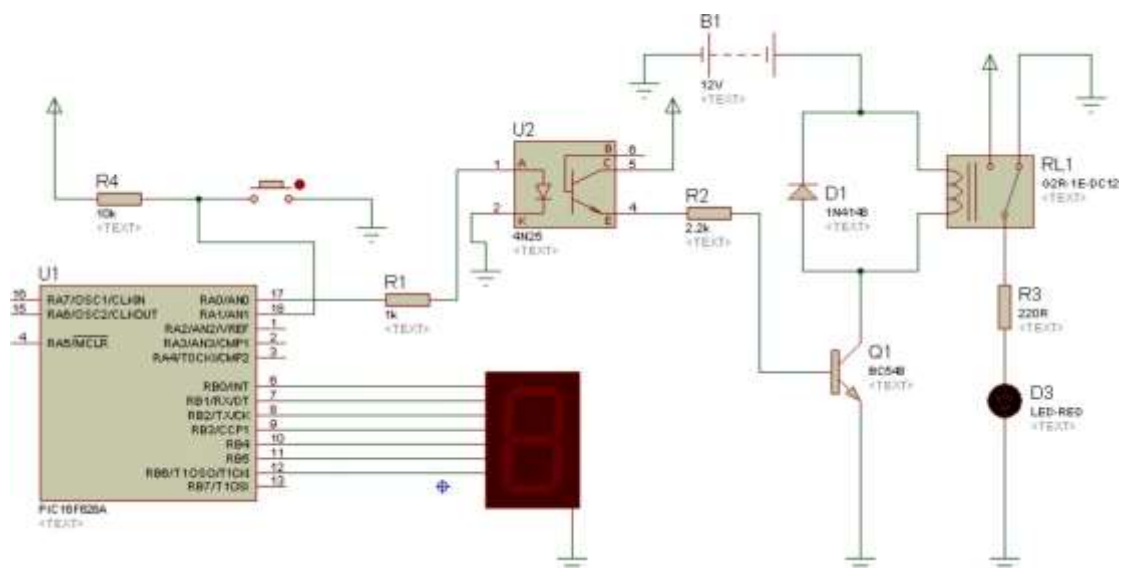 B1
12V
<TEXT>
U2
A
K
B
C
E
1
2
6
5
4
4N25
<TEXT>
R4
10k
<TEXT>
R2
2.2k
<TEXT>
D1
1N4148
<TEXT>
RL1
G2R-1E-DC12
<TEXT>
U1
16 RA7/OSC1/CLKIN
15 RA6/OSC2/CLKOUT
4 RA5/MCLR
RA0/AN0 17
RA1/AN1 18
RA2/AN2/VREF 1
RA3/AN3/CMP1 2
RA4/T0CKI/CMP2 3
RB0/INT 6
RB1/RX/DT 7
RB2/TX/CK 8
RB3/CCP1 9
RB4 10
RB5 11
RB6/T1OSO/T1CKI 12
RB7/T1OSI 13
PIC16F628A
<TEXT>
R1
1k
<TEXT>
Q1
BC548
<TEXT>
R3
220R
<TEXT>
D3
LED-RED
<TEXT>